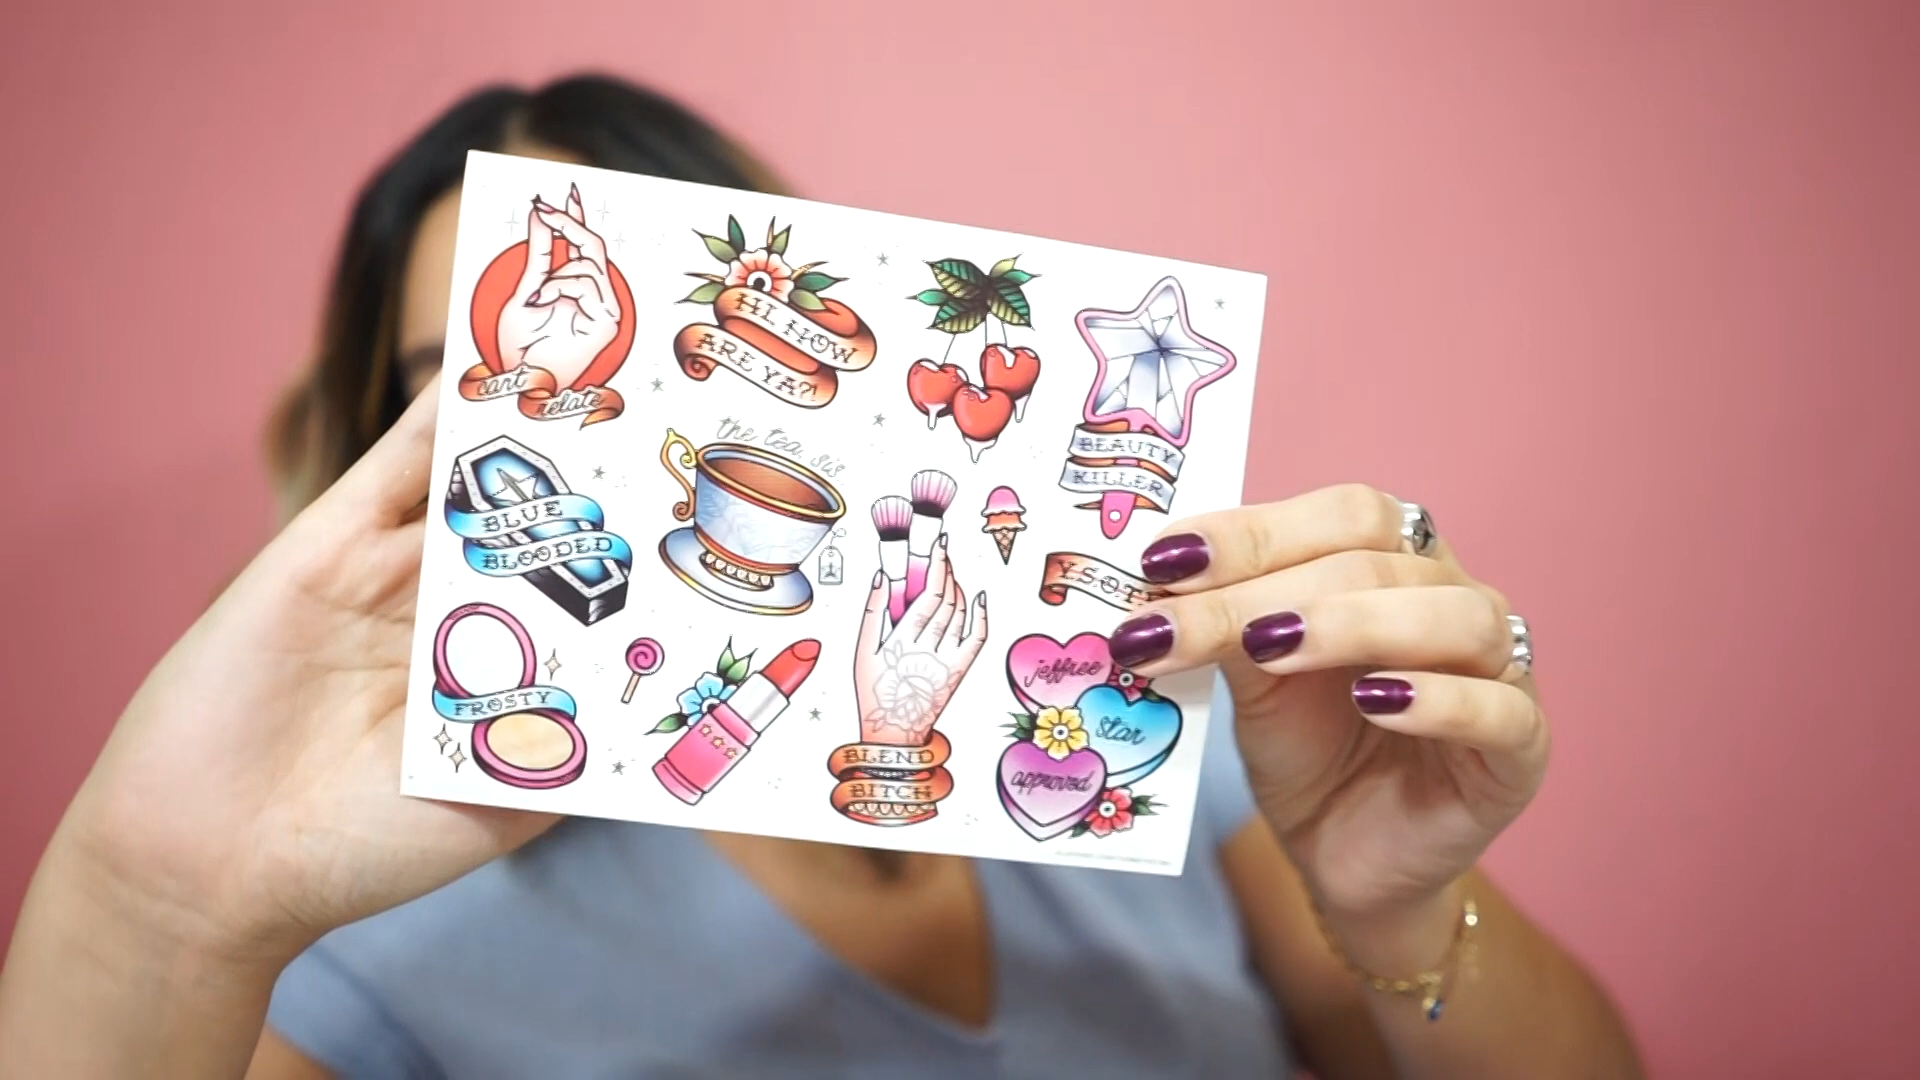 cant
relate
HI, HOW
ARE YA?!
BEAUTY
KILLER
the tea, sis
BLUE
BLOODED
Y.S.O.T.
FROSTY
BLEND
BITCH
jeffree
star
approved